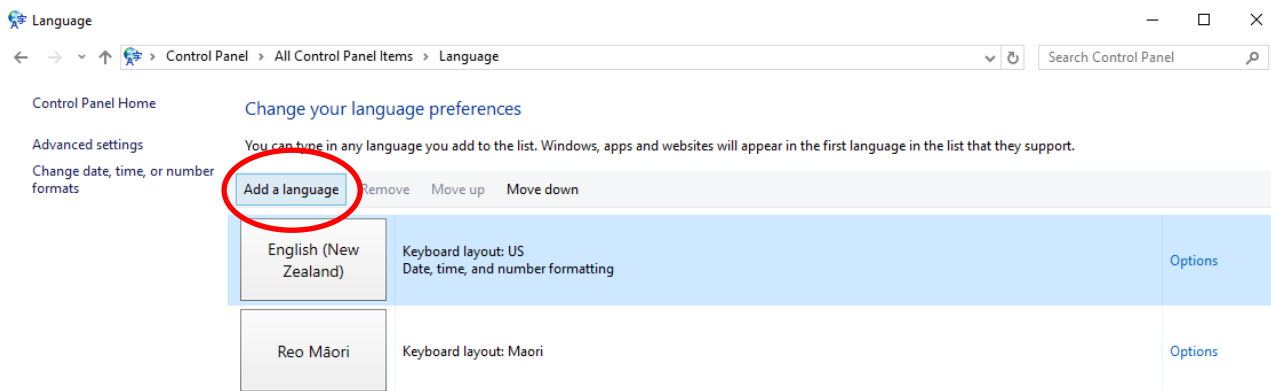 Language
Control Panel > All Control Panel Items > Language
Search Control Panel
Control Panel Home
Advanced settings
Change date, time, or number
formats
Change your language preferences
You can type in any language you add to the list. Windows, apps and websites will appear in the first language in the list that they support.
Add a language Remove Move up Move down
English (New
Zealand)
Keyboard layout: US
Date, time, and number formatting
Options
Reo Māori
Keyboard layout: Maori
Options